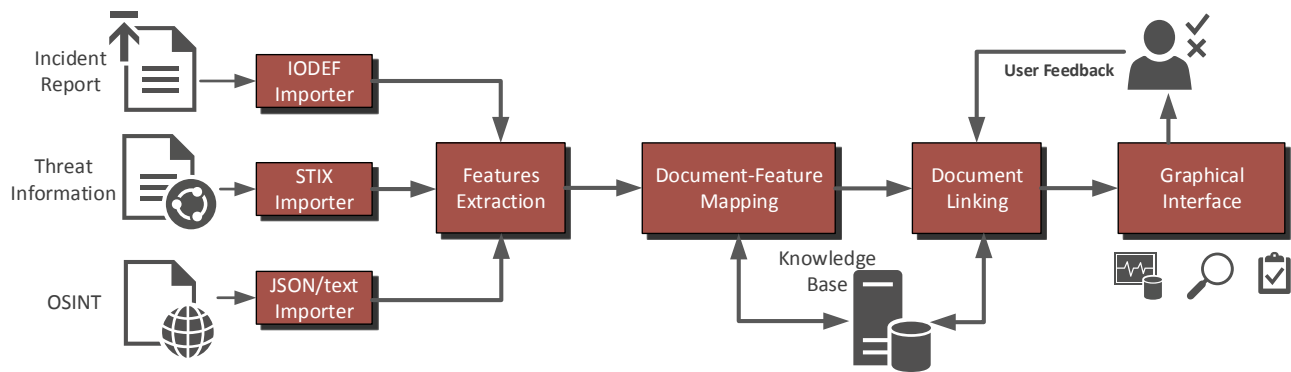 Incident
Report
IODEF
Importer
User Feedback
Threat
Information
STIX
Importer
Features
Extraction
Document-Feature
Mapping
Document
Linking
Graphical
Interface
Knowledge
Base
OSINT
JSON/text
Importer